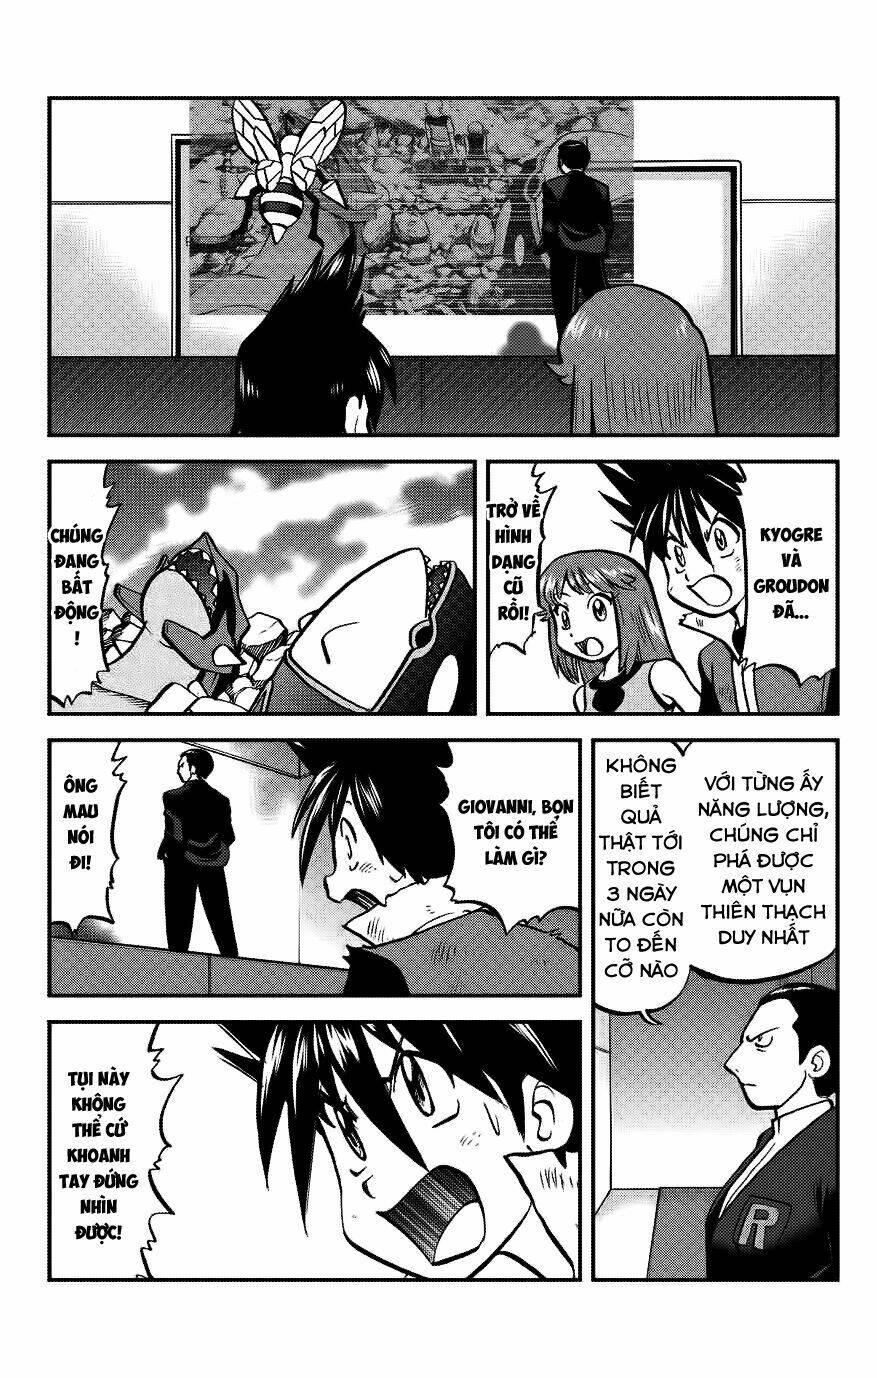 KYOGRE
VÀ
GROUDON
ĐÃ...
TRỞ VỀ
HÌNH
DẠNG
CŨ
RỒI!
CHÚNG
ĐANG
BẤT
ĐỘNG
!
VỚI TỪNG ẤY
NĂNG LƯỢNG,
CHÚNG CHỈ
PHÁ ĐƯỢC
MỘT VỤN
THIÊN THẠCH
DUY NHẤT
KHÔNG
BIẾT
QUẢ
THẬT TỚI
TRONG
3 NGÀY
NỮA CÒN
TO ĐẾN
CỠ NÀO
R
GIOVANNI, BỌN
TÔI CÓ THỂ
LÀM GÌ?
ÔNG
MAU
NÓI
ĐI!
TỤI NÀY
KHÔNG
THỂ CỨ
KHOANH
TAY ĐỨNG
NHÌN
ĐƯỢC!